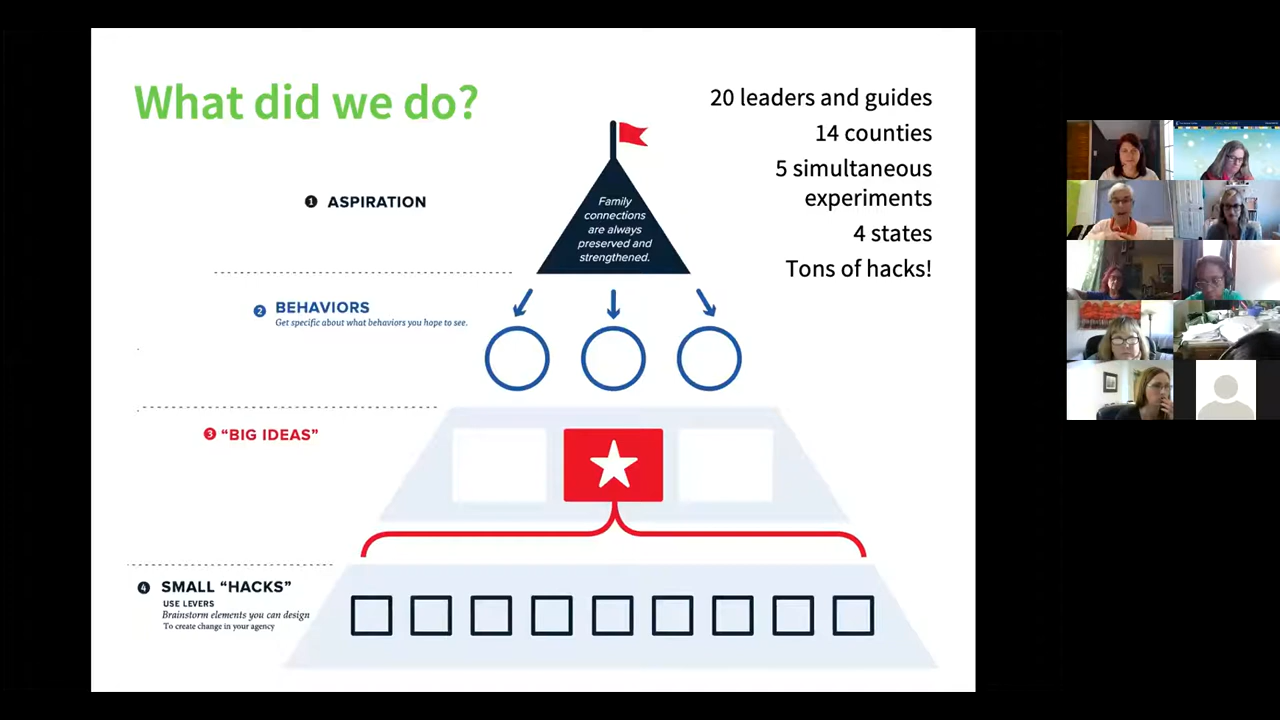 What did we do?
20 leaders and guides
14 counties
5 simultaneous
experiments
4 states
Tons of hacks!
1 ASPIRATION
Family
connections
are always
preserved and
strengthened.
2 BEHAVIORS
Get specific about what behaviors you hope to see.
3 “BIG IDEAS”
4 SMALL “HACKS”
USE LEVERS
Brainstorm elements you can design
To create change in your agency